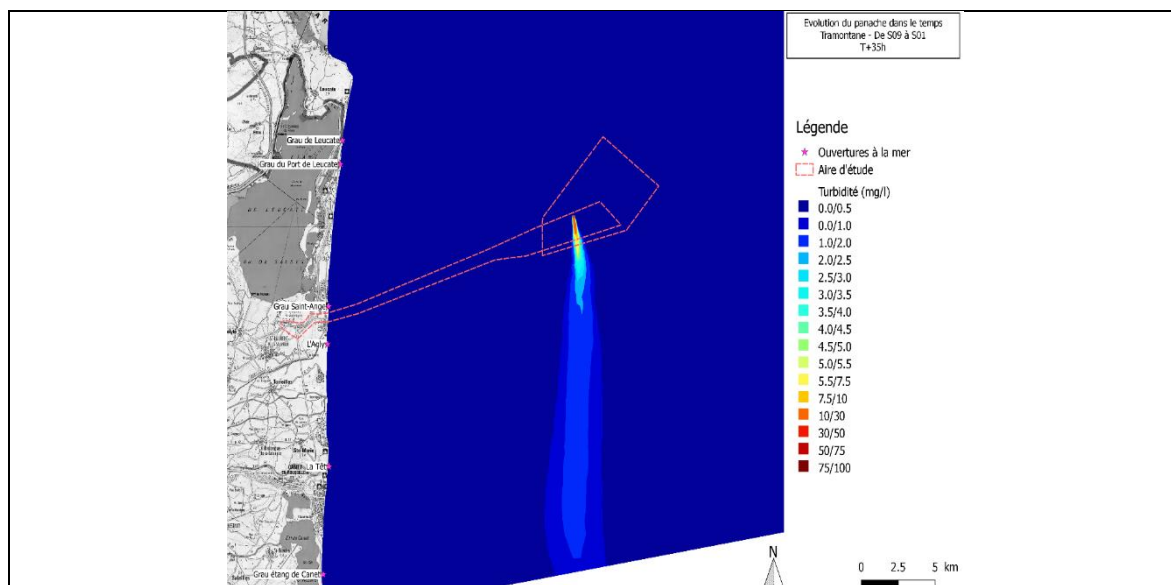 Evolution du panache dans le temps
Tramontane - De S09 à S01
T+35h
Légende
Ouvertures à la mer
Aire d'étude
Turbidité (mg/l)
0.0/0.5
0.0/1.0
1.0/2.0
2.0/2.5
2.5/3.0
3.0/3.5
3.5/4.0
4.0/4.5
4.5/5.0
5.0/5.5
5.5/7.5
7.5/10
10/30
30/50
50/75
75/100
Grau de Leucate
Grau du Port de Leucate
Grau Saint-Ange
L'Agly
La Têt
Grau étang de Canet
N
0 2.5 5 km